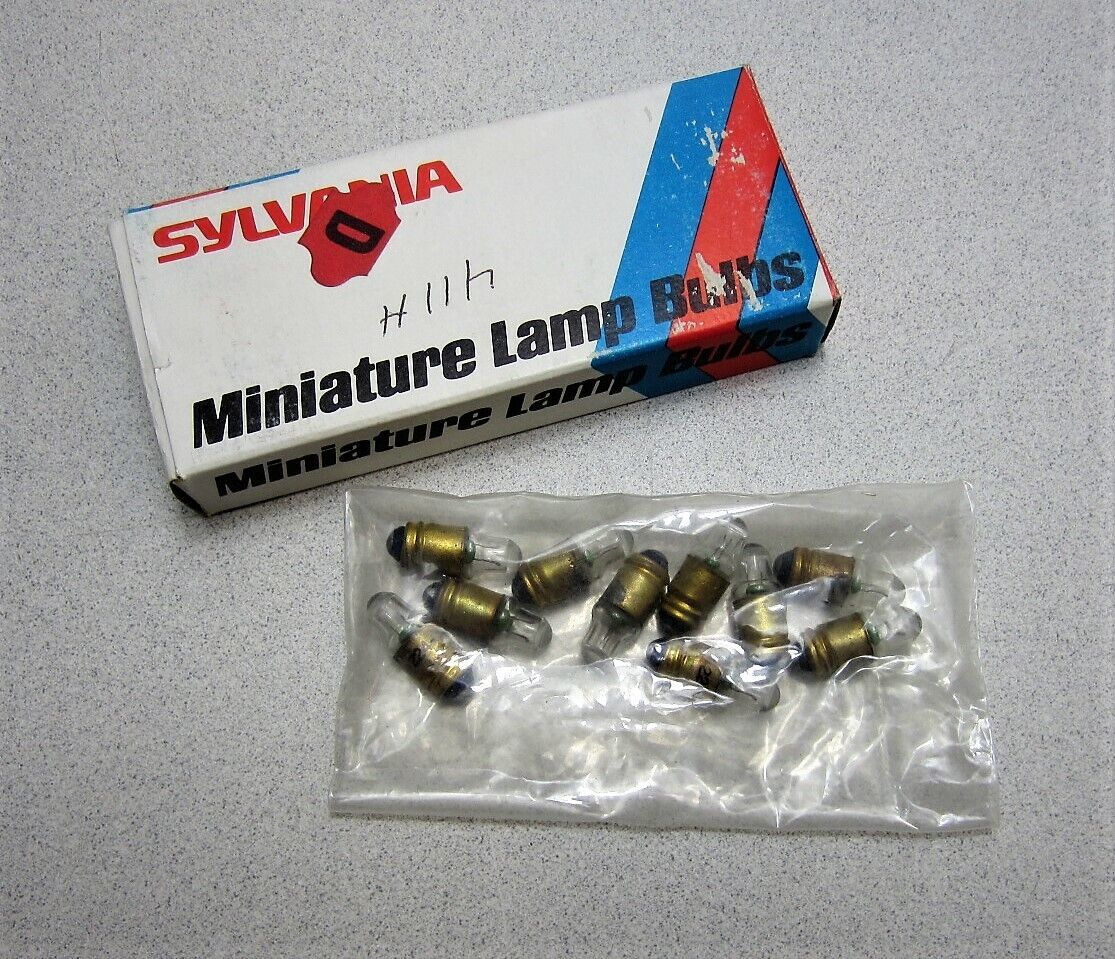 SYLVANIA
D
Miniature Lamp Bulbs
Miniature Lamp Bulbs